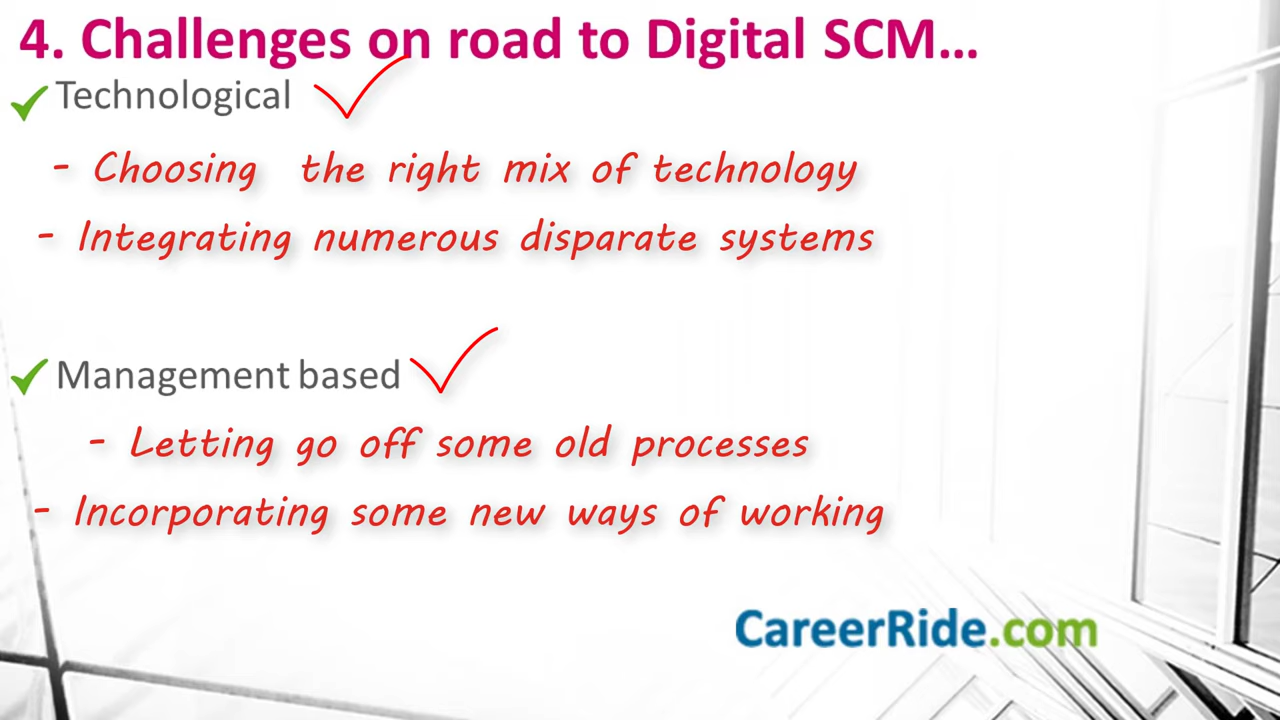 4. Challenges on road to Digital SCM...
Technological
- Choosing the right mix of technology
- Integrating numerous disparate systems
Management based
- Letting go off some old processes
- Incorporating some new ways of working
CareerRide.com